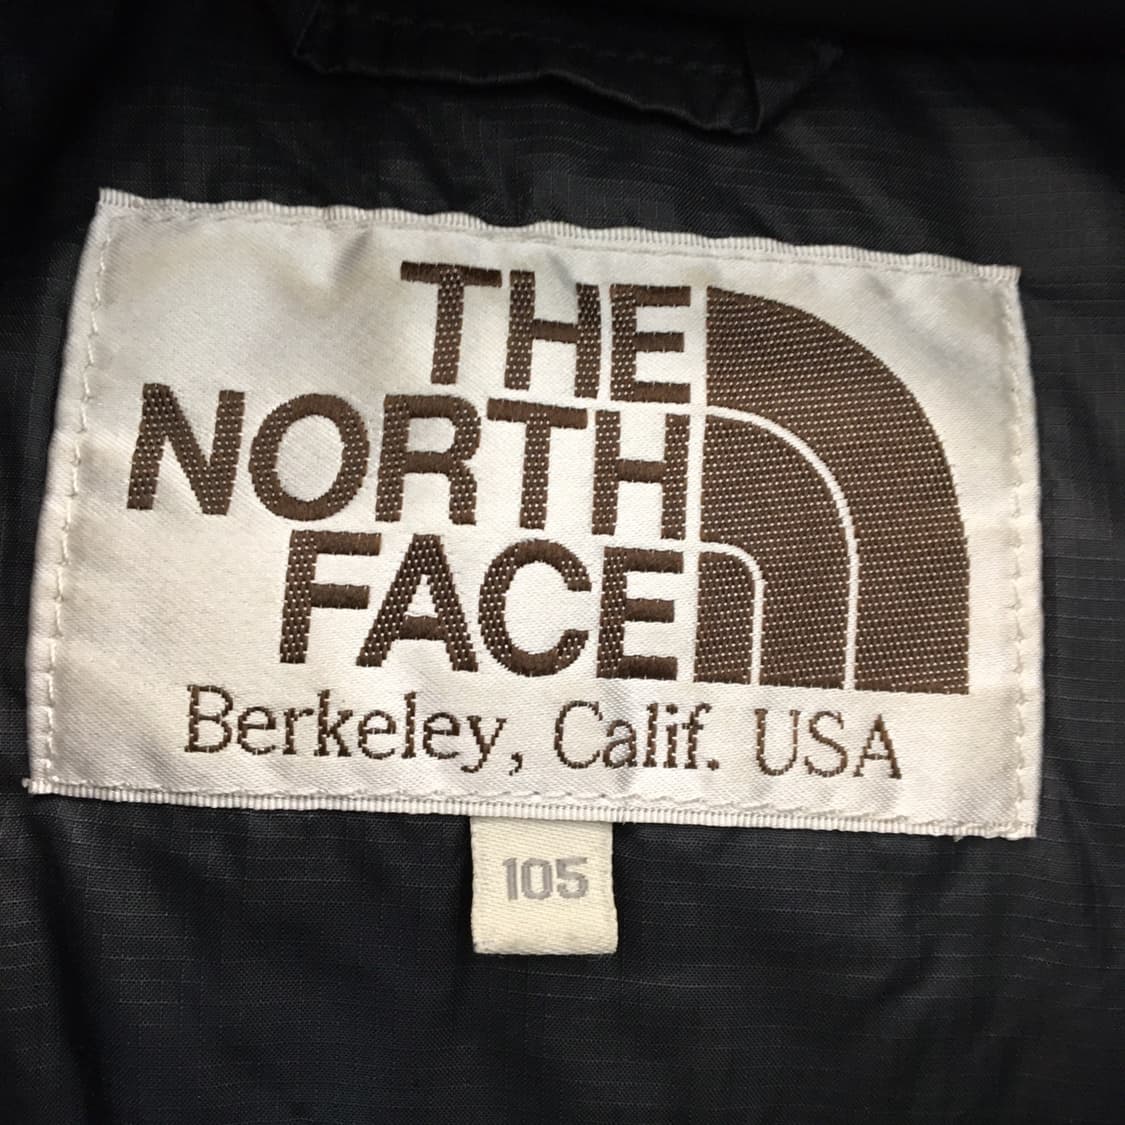 THE
NORTH
FACE
Berkeley, Calif. USA
105